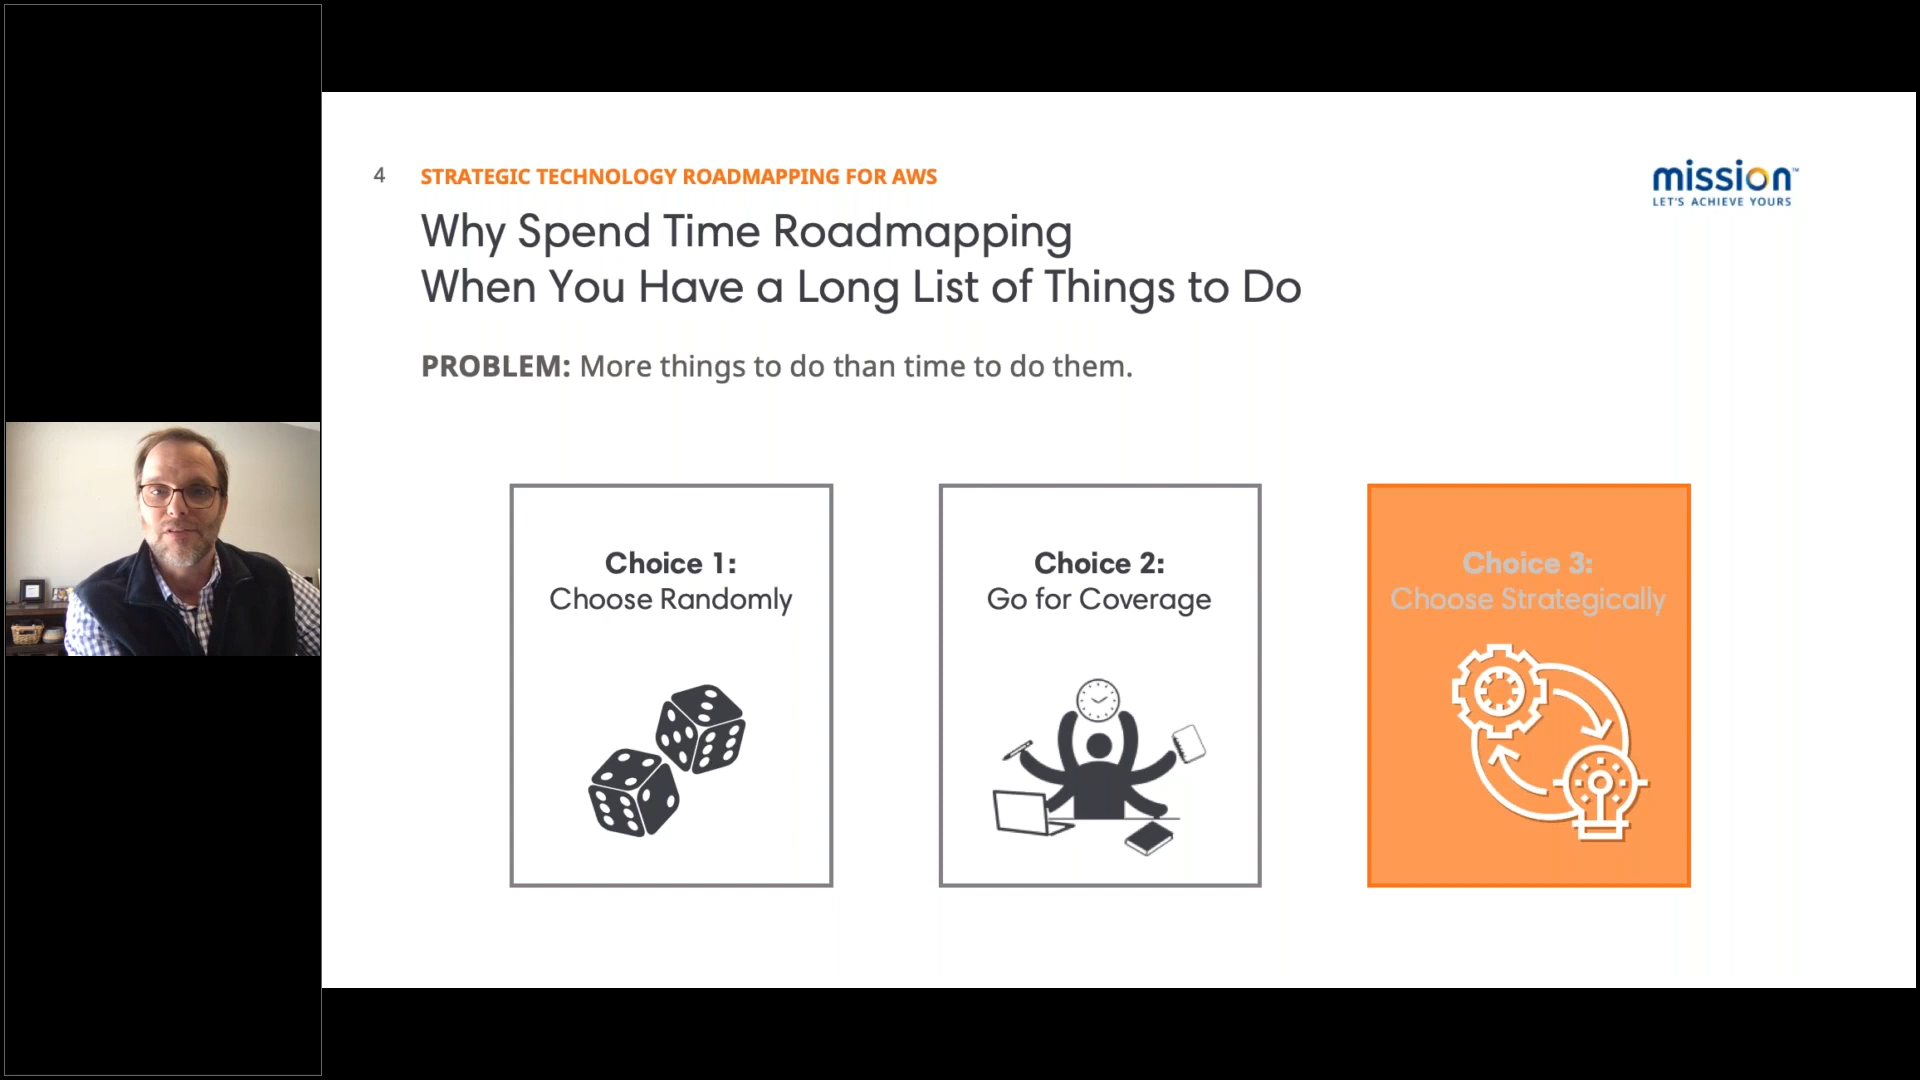 4 STRATEGIC TECHNOLOGY ROADMAPPING FOR AWS
mission™
LET'S ACHIEVE YOURS
Why Spend Time Roadmapping
When You Have a Long List of Things to Do
PROBLEM: More things to do than time to do them.
Choice 1:
Choose Randomly
Choice 2:
Go for Coverage
Choice 3:
Choose Strategically